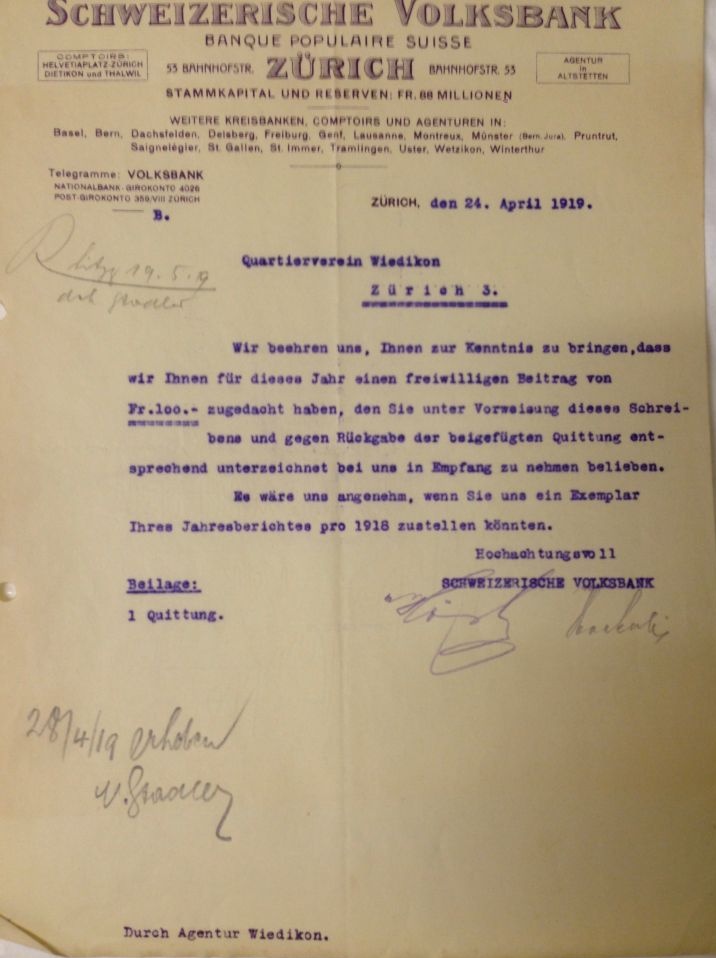 SCHWEIZERISCHE VOLKSBANK
BANQUE POPULAIRE SUISSE
COMPTOIRS:
HELVETIAPLATZ-ZÜRICH
DIETIKON und THALWIL
53 BAHNHOFSTR. ZÜRICH BAHNHOFSTR. 53
AGENTUR
in
ALTSTETTEN
STAMMKAPITAL UND RESERVEN: FR. 88 MILLIONEN
WEITERE KREISBANKEN, COMPTOIRS UND AGENTUREN IN:
Basel, Bern, Dachsfelden, Delsberg, Freiburg, Genf, Lausanne, Montreux, Münster (Bern. Jura), Pruntrut,
Saignelégier, St. Gallen, St. Immer, Tramlingen, Uster, Wetzikon, Winterthur
Telegramme: VOLKSBANK
NATIONALBANK-GIROKONTO 4026
POST-GIROKONTO 359/VIII ZÜRICH
B.
ZÜRICH, den 24. April 1919.
19.5.19
Stadler
Quartierverein Wiedikon
Zürich 3.
Wir beehren uns, Ihnen zur Kenntnis zu bringen,dass
wir Ihnen für dieses Jahr einen freiwilligen Beitrag von
Fr.100.- zugedacht haben, den Sie unter Vorweisung dieses Schrei-
bens und gegen Rückgabe der beigefügten Quittung ent-
sprechend unterzeichnet bei uns in Empfang zu nehmen belieben.
Es wäre uns angenehm, wenn Sie uns ein Exemplar
Ihres Jahresberichtes pro 1918 zustellen könnten.
Hochachtungsvoll
SCHWEIZERISCHE VOLKSBANK
Beilage:
1 Quittung.
28/4/19 erhoben
Stadler
Durch Agentur Wiedikon.